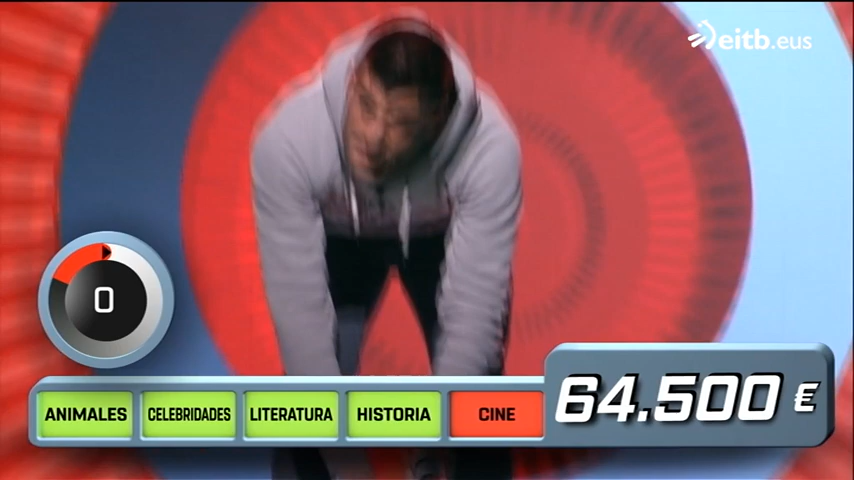 eitb.eus
0
ANIMALES
CELEBRIDADES
LITERATURA
HISTORIA
CINE
64.500 €